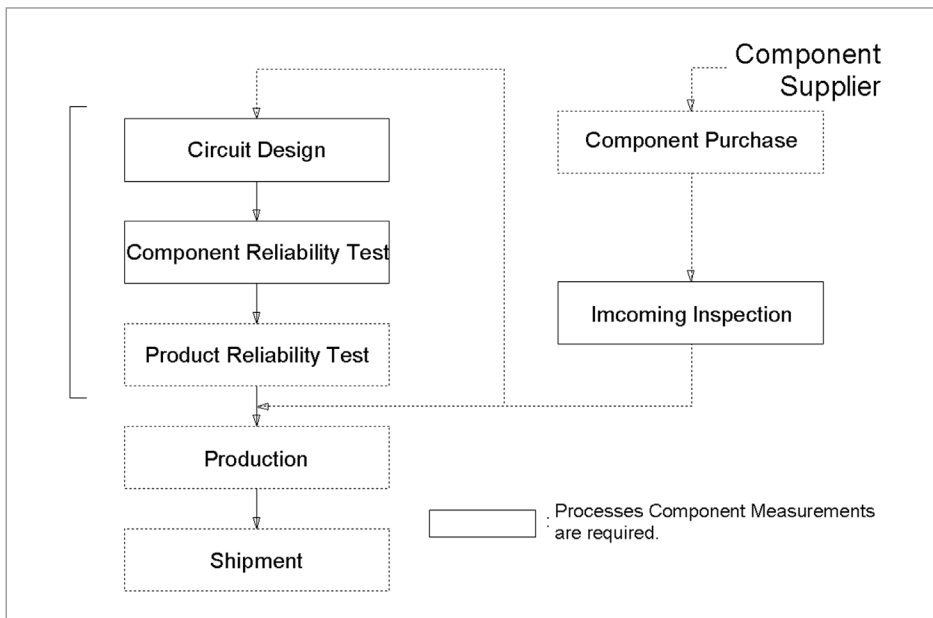 Component
Supplier
Circuit Design
Component Purchase
Component Reliability Test
Imcoming Inspection
Product Reliability Test
Production
Shipment
: Processes Component Measurements
are required.